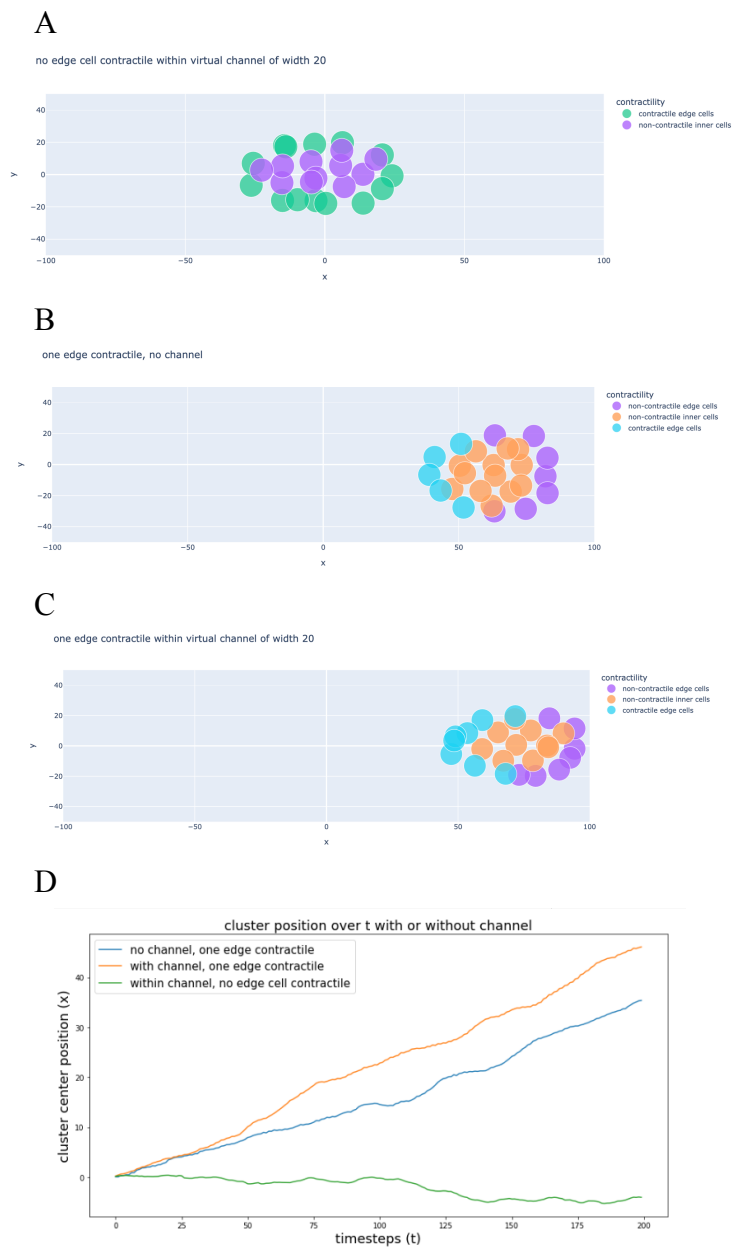 A
no edge cell contractile within virtual channel of width 20
contractility
contractile edge cells
non-contractile inner cells
40
20
0
−20
−40
y
−100
−50
0
50
100
x
B
one edge contractile, no channel
contractility
non-contractile edge cells
non-contractile inner cells
contractile edge cells
40
20
0
−20
−40
y
−100
−50
0
50
100
x
C
one edge contractile within virtual channel of width 20
contractility
non-contractile edge cells
non-contractile inner cells
contractile edge cells
40
20
0
−20
−40
y
−100
−50
0
50
100
x
D
cluster position over t with or without channel
no channel, one edge contractile
with channel, one edge contractile
within channel, no edge cell contractile
40
30
20
10
0
cluster center position (x)
0
25
50
75
100
125
150
175
200
timesteps (t)